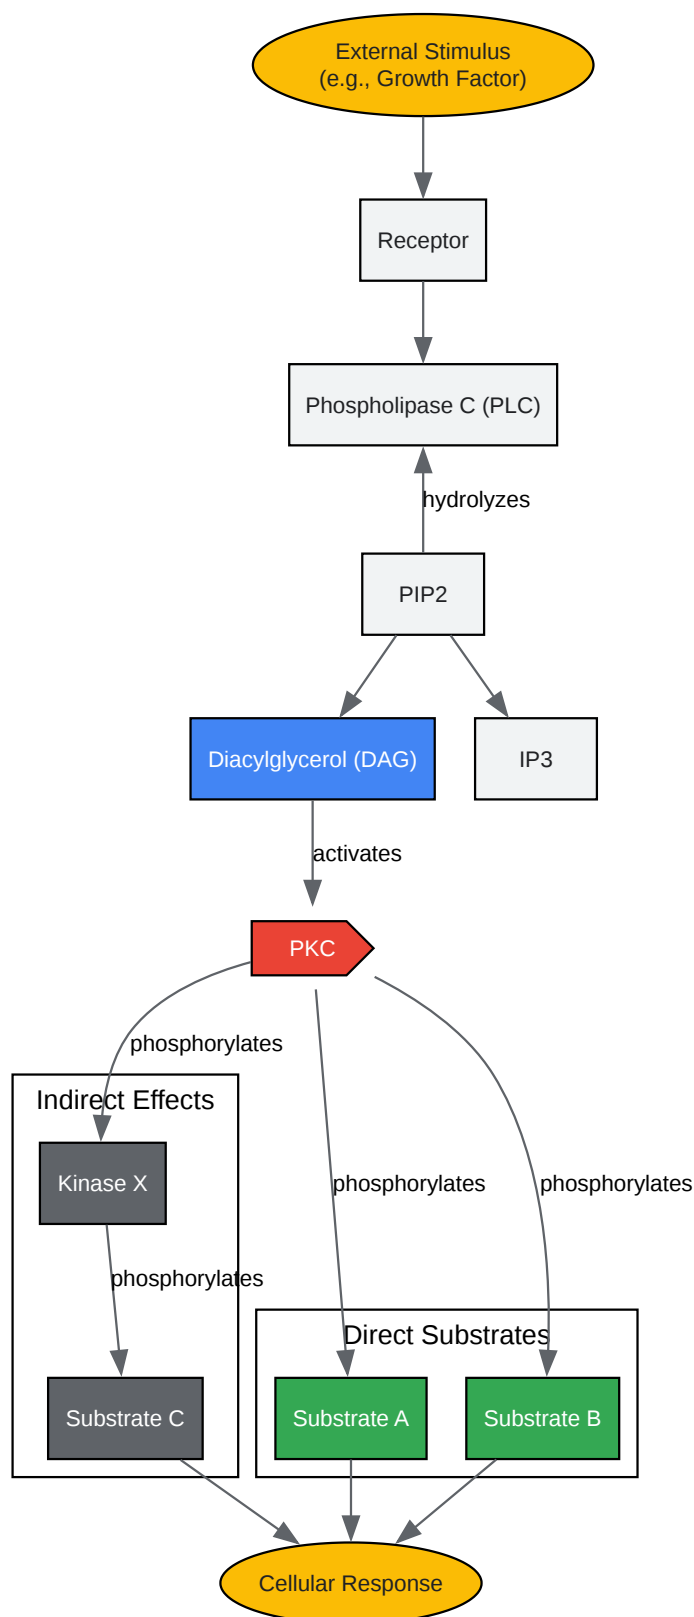 External Stimulus
(e.g., Growth Factor)
Receptor
Phospholipase C (PLC)
hydrolyzes
PIP2
Diacylglycerol (DAG)
IP3
activates
PKC
phosphorylates
Indirect Effects
Kinase X
phosphorylates
phosphorylates
phosphorylates
Direct Substrates
Substrate C
Substrate A
Substrate B
Cellular Response